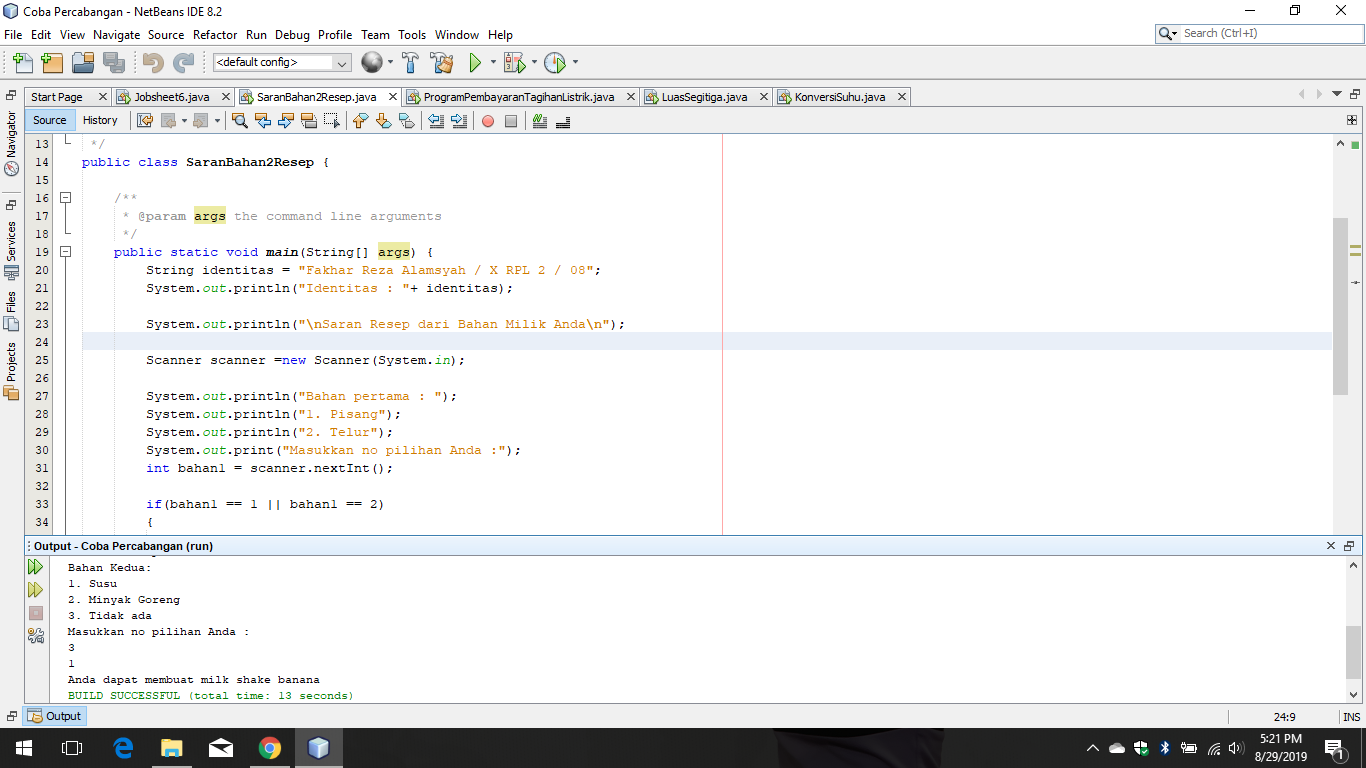 Coba Percabangan - NetBeans IDE 8.2
File Edit View Navigate Source Refactor Run Debug Profile Team Tools Window Help
Search (Ctrl+I)
<default config>
Start Page
Jobsheet6.java
SaranBahan2Resep.java
ProgramPembayaranTagihanListrik.java
LuasSegitiga.java
KonversiSuhu.java
Source History
Navigator
Services
Files
Projects
13 */
14 public class SaranBahan2Resep {
15
16 /**
17 * @param args the command line arguments
18 */
19 public static void main(String[] args) {
20 String identitas = "Fakhar Reza Alamsyah / X RPL 2 / 08";
21 System.out.println("Identitas : "+ identitas);
22
23 System.out.println("\nSaran Resep dari Bahan Milik Anda\n");
24
25 Scanner scanner =new Scanner(System.in);
26
27 System.out.println("Bahan pertama : ");
28 System.out.println("1. Pisang");
29 System.out.println("2. Telur");
30 System.out.print("Masukkan no pilihan Anda :");
31 int bahan1 = scanner.nextInt();
32
33 if(bahan1 == 1 || bahan1 == 2)
34 {
Output - Coba Percabangan (run)
Bahan Kedua:
1. Susu
2. Minyak Goreng
3. Tidak ada
Masukkan no pilihan Anda :
3
1
Anda dapat membuat milk shake banana
BUILD SUCCESSFUL (total time: 13 seconds)
Output
24:9 INS
5:21 PM
8/29/2019
1